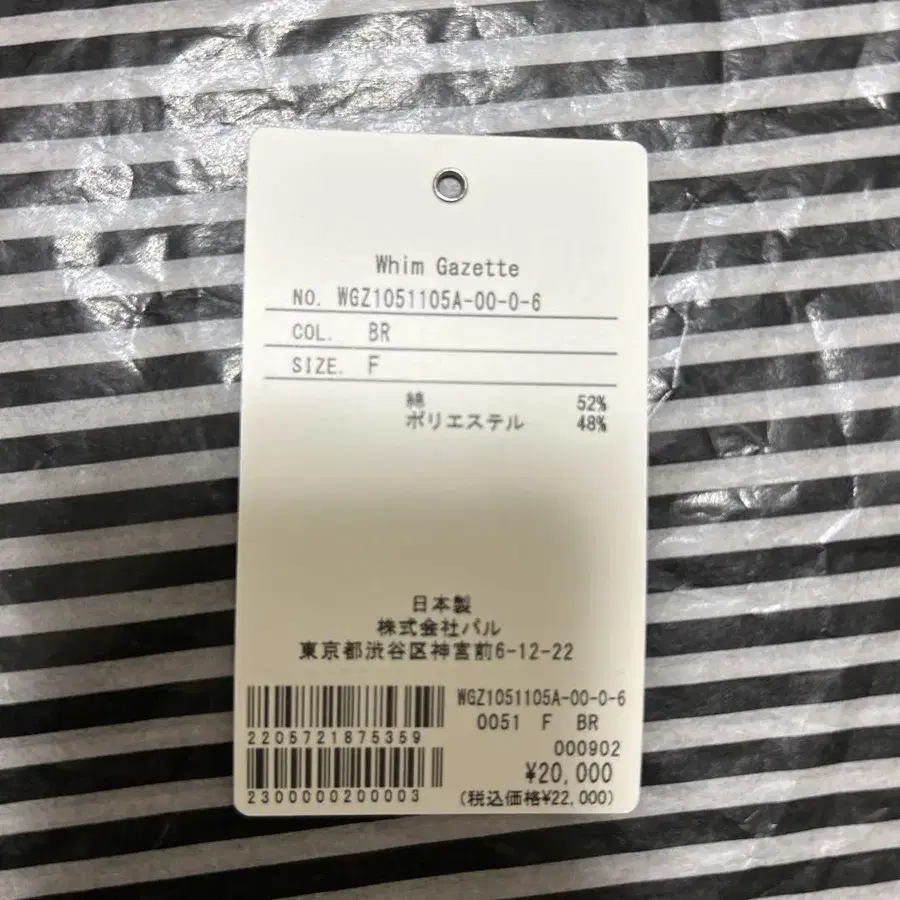 Whim Gazette
NO. WGZ1051105A-00-0-6
COL. BR
SIZE. F
綿 52%
ポリエステル 48%
日本製
株式会社パル
東京都渋谷区神宮前6-12-22
WGZ1051105A-00-0-6
0051 F BR
2205721875359
000902
¥20,000
2300000200003
(税込価格¥22,000)